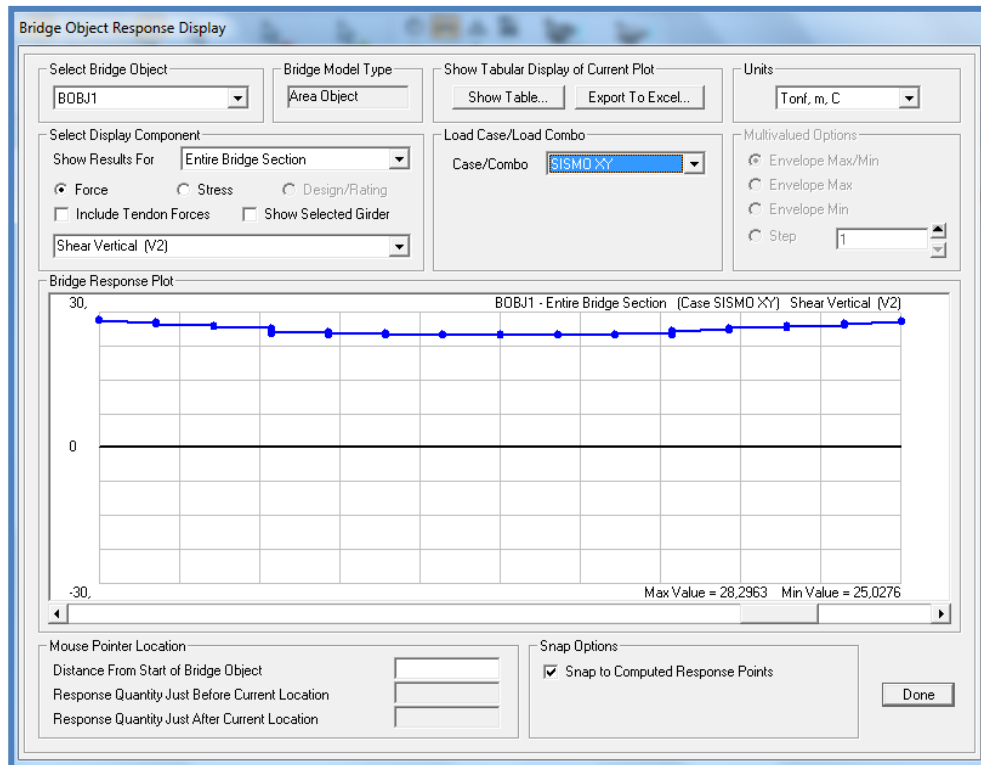 Bridge Object Response Display
Select Bridge Object
BOBJ1
Bridge Model Type
Area Object
Show Tabular Display of Current Plot
Show Table...
Export To Excel...
Units
Tonf, m, C
Select Display Component
Show Results For
Entire Bridge Section
Force
Stress
Design/Rating
Include Tendon Forces
Show Selected Girder
Shear Vertical (V2)
Load Case/Load Combo
Case/Combo
SISMO XY
Multivalued Options
Envelope Max/Min
Envelope Max
Envelope Min
Step
1
Bridge Response Plot
30,
BOBJ1 - Entire Bridge Section (Case SISMO XY) Shear Vertical (V2)
0
-30,
Max Value = 28,2963 Min Value = 25,0276
Mouse Pointer Location
Distance From Start of Bridge Object
Response Quantity Just Before Current Location
Response Quantity Just After Current Location
Snap Options
Snap to Computed Response Points
Done